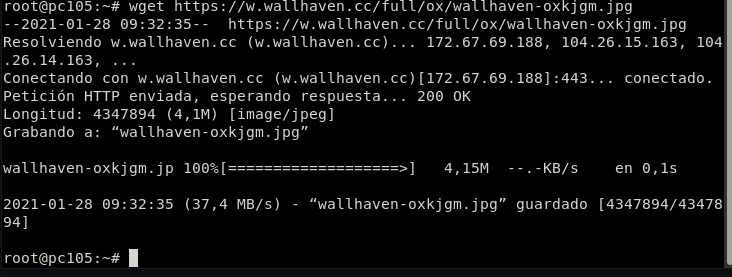 root@pc105:~# wget https://w.wallhaven.cc/full/ox/wallhaven-oxkjgm.jpg
--2021-01-28 09:32:35--  https://w.wallhaven.cc/full/ox/wallhaven-oxkjgm.jpg
Resolviendo w.wallhaven.cc (w.wallhaven.cc)... 172.67.69.188, 104.26.15.163, 104
.26.14.163, ...
Conectando con w.wallhaven.cc (w.wallhaven.cc)[172.67.69.188]:443... conectado.
Petición HTTP enviada, esperando respuesta... 200 OK
Longitud: 4347894 (4,1M) [image/jpeg]
Grabando a: “wallhaven-oxkjgm.jpg”
wallhaven-oxkjgm.jp 100%[===================>]   4,15M  --.-KB/s    en 0,1s
2021-01-28 09:32:35 (37,4 MB/s) - “wallhaven-oxkjgm.jpg” guardado [4347894/43478
94]
root@pc105:~#